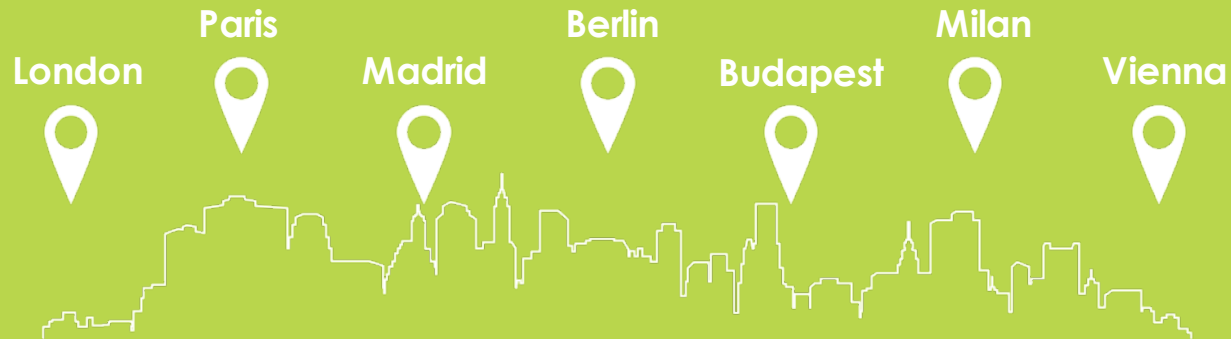 London
Paris
Madrid
Berlin
Budapest
Milan
Vienna